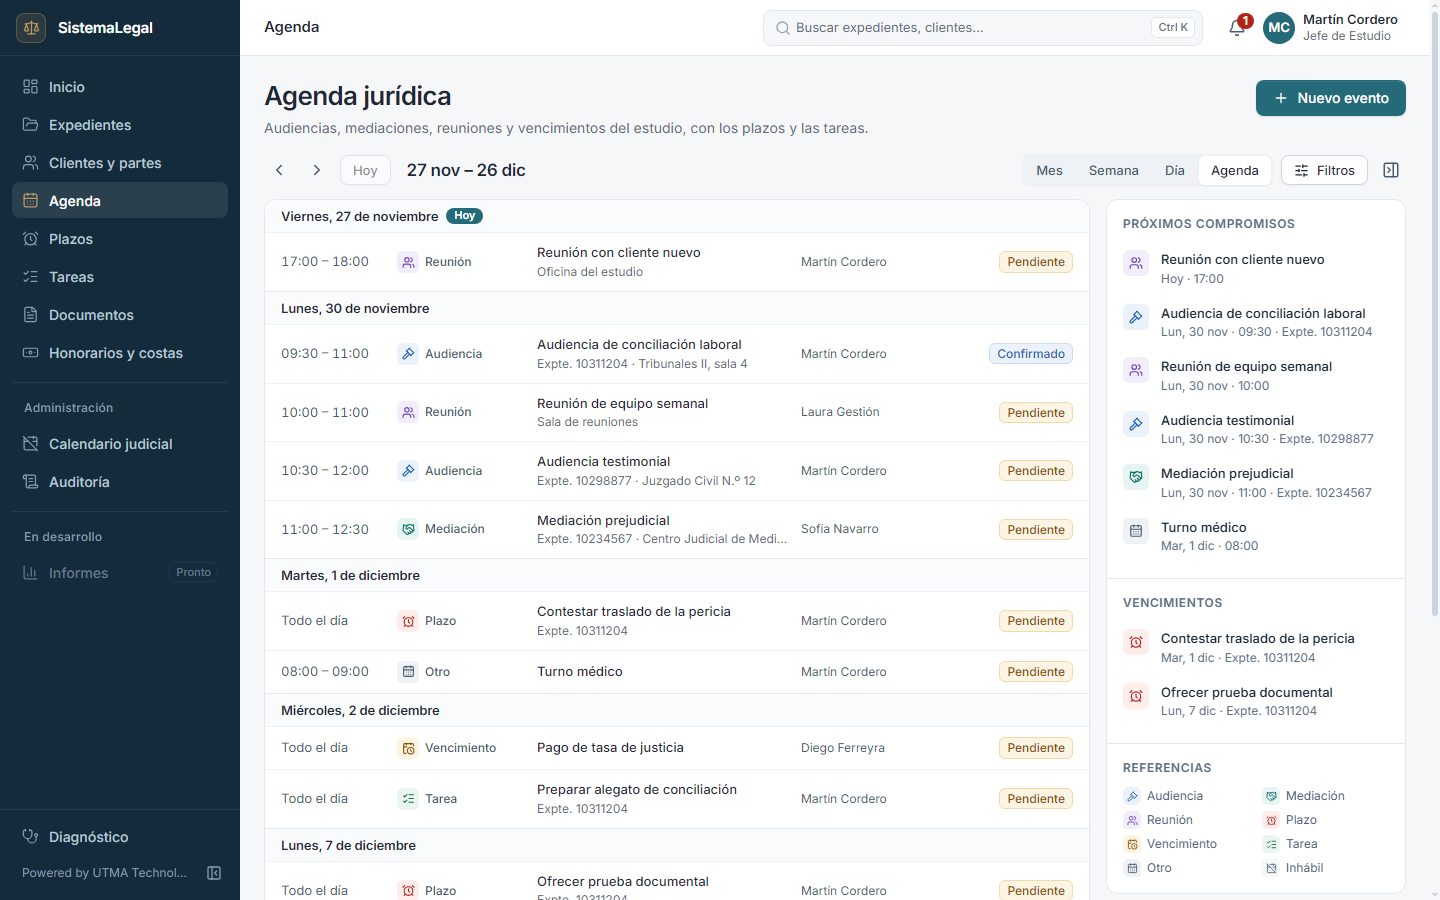 SistemaLegal
Inicio
Expedientes
Clientes y partes
Agenda
Plazos
Tareas
Documentos
Honorarios y costas
Administración
Calendario judicial
Auditoría
En desarrollo
Informes Pronto
Diagnóstico
Powered by UTMA Technol...
Agenda
Buscar expedientes, clientes... Ctrl K
1
MC
Martín Cordero
Jefe de Estudio
Agenda jurídica
Audiencias, mediaciones, reuniones y vencimientos del estudio, con los plazos y las tareas.
+ Nuevo evento
Hoy 27 nov – 26 dic
Mes Semana Día Agenda Filtros
Viernes, 27 de noviembre Hoy
17:00 – 18:00 Reunión Reunión con cliente nuevo Martín Cordero Pendiente
Oficina del estudio
Lunes, 30 de noviembre
09:30 – 11:00 Audiencia Audiencia de conciliación laboral Martín Cordero Confirmado
Expte. 10311204 · Tribunales II, sala 4
10:00 – 11:00 Reunión Reunión de equipo semanal Laura Gestión Pendiente
Sala de reuniones
10:30 – 12:00 Audiencia Audiencia testimonial Martín Cordero Pendiente
Expte. 10298877 · Juzgado Civil N.º 12
11:00 – 12:30 Mediación Mediación prejudicial Sofía Navarro Pendiente
Expte. 10234567 · Centro Judicial de Medi...
Martes, 1 de diciembre
Todo el día Plazo Contestar traslado de la pericia Martín Cordero Pendiente
Expte. 10311204
08:00 – 09:00 Otro Turno médico Martín Cordero Pendiente
Miércoles, 2 de diciembre
Todo el día Vencimiento Pago de tasa de justicia Diego Ferreyra Pendiente
Todo el día Tarea Preparar alegato de conciliación Martín Cordero Pendiente
Expte. 10311204
Lunes, 7 de diciembre
Todo el día Plazo Ofrecer prueba documental Martín Cordero Pendiente
Expte. 10311204
PRÓXIMOS COMPROMISOS
Reunión con cliente nuevo
Hoy · 17:00
Audiencia de conciliación laboral
Lun, 30 nov · 09:30 · Expte. 10311204
Reunión de equipo semanal
Lun, 30 nov · 10:00
Audiencia testimonial
Lun, 30 nov · 10:30 · Expte. 10298877
Mediación prejudicial
Lun, 30 nov · 11:00 · Expte. 10234567
Turno médico
Mar, 1 dic · 08:00
VENCIMIENTOS
Contestar traslado de la pericia
Mar, 1 dic · Expte. 10311204
Ofrecer prueba documental
Lun, 7 dic · Expte. 10311204
REFERENCIAS
Audiencia Mediación
Reunión Plazo
Vencimiento Tarea
Otro Inhábil